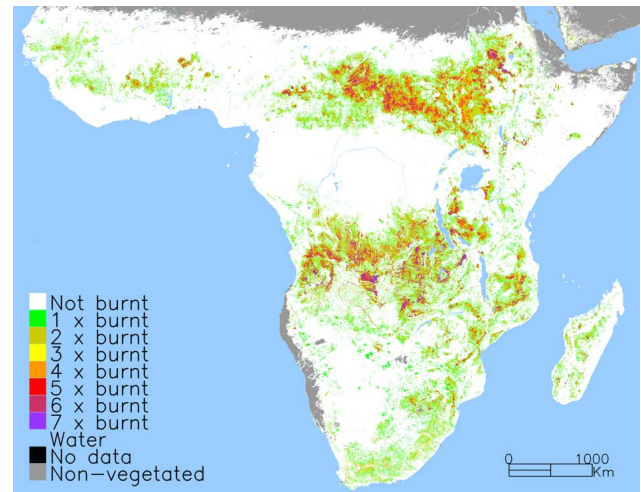 Not burnt
1 x burnt
2 x burnt
3 x burnt
4 x burnt
5 x burnt
6 x burnt
7 x burnt
Water
No data
Non-vegetated
0 1000
Km